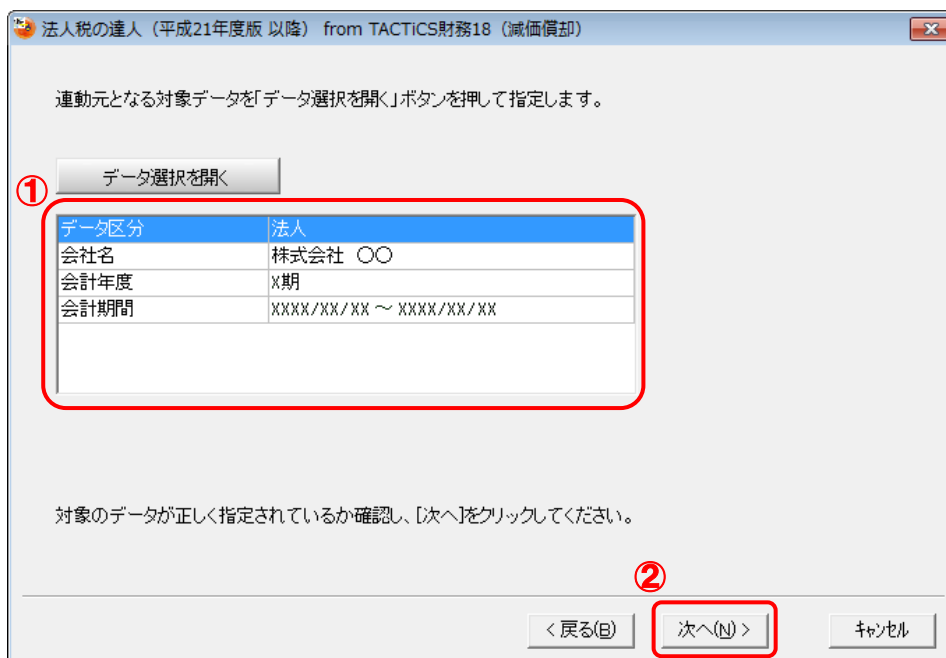 法人税の達人（平成21年度版 以降） from TACTiCS財務18（減価償却）
連動元となる対象データを「データ選択を開く」ボタンを押して指定します。
データ選択を開く
①
データ区分 法人
会社名 株式会社 〇〇
会計年度 X期
会計期間 XXXX/XX/XX ～ XXXX/XX/XX
対象のデータが正しく指定されているか確認し、[次へ]をクリックしてください。
②
< 戻る(B) 次へ(N) > キャンセル